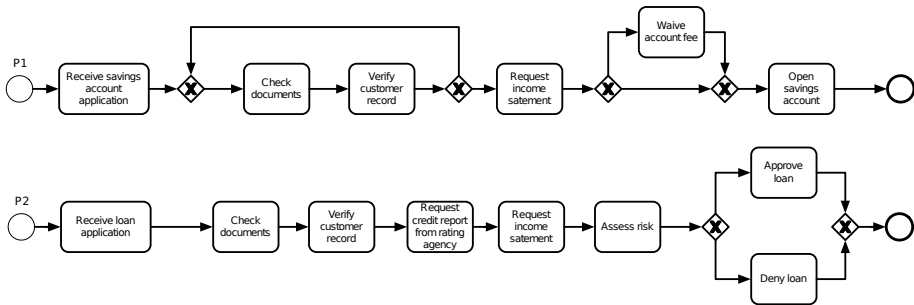 P1
Receive savings
account
application
Check
documents
Verify
customer
record
Request
income
satement
Waive
account fee
Open
savings
account
P2
Receive loan
application
Check
documents
Verify
customer
record
Request
credit report
from rating
agency
Request
income
satement
Assess risk
Approve
loan
Deny loan